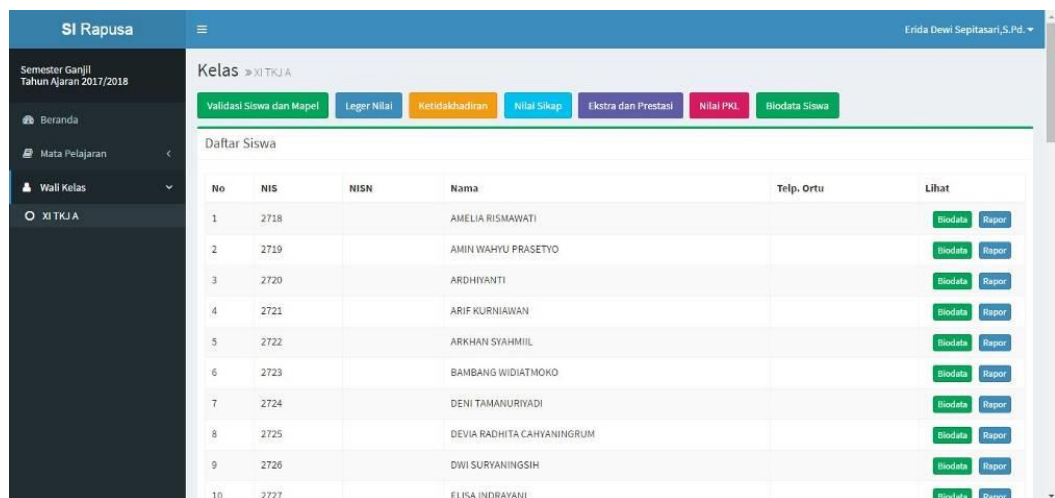 SI Rapusa
Erida Dewi Sepitasari,S.Pd.
Semester Ganjil
Tahun Ajaran 2017/2018
Beranda
Mata Pelajaran
Wali Kelas
XI TKJ A
Kelas » XI TKJ A
Validasi Siswa dan Mapel Leger Nilai Ketidakhadiran Nilai Sikap Ekstra dan Prestasi Nilai PKL Biodata Siswa
Daftar Siswa
No NIS NISN Nama Telp. Ortu Lihat
1 2718 AMELIA RISMAWATI Biodata Rapor
2 2719 AMIN WAHYU PRASETYO Biodata Rapor
3 2720 ARDHIYANTI Biodata Rapor
4 2721 ARIF KURNIAWAN Biodata Rapor
5 2722 ARKHAN SYAHMIIL Biodata Rapor
6 2723 BAMBANG WIDIATMOKO Biodata Rapor
7 2724 DENI TAMANURIYADI Biodata Rapor
8 2725 DEVIA RADHITA CAHYANINGRUM Biodata Rapor
9 2726 DWI SURYANINGSIH Biodata Rapor
10 2727 ELISA INDRAYANI Biodata Rapor